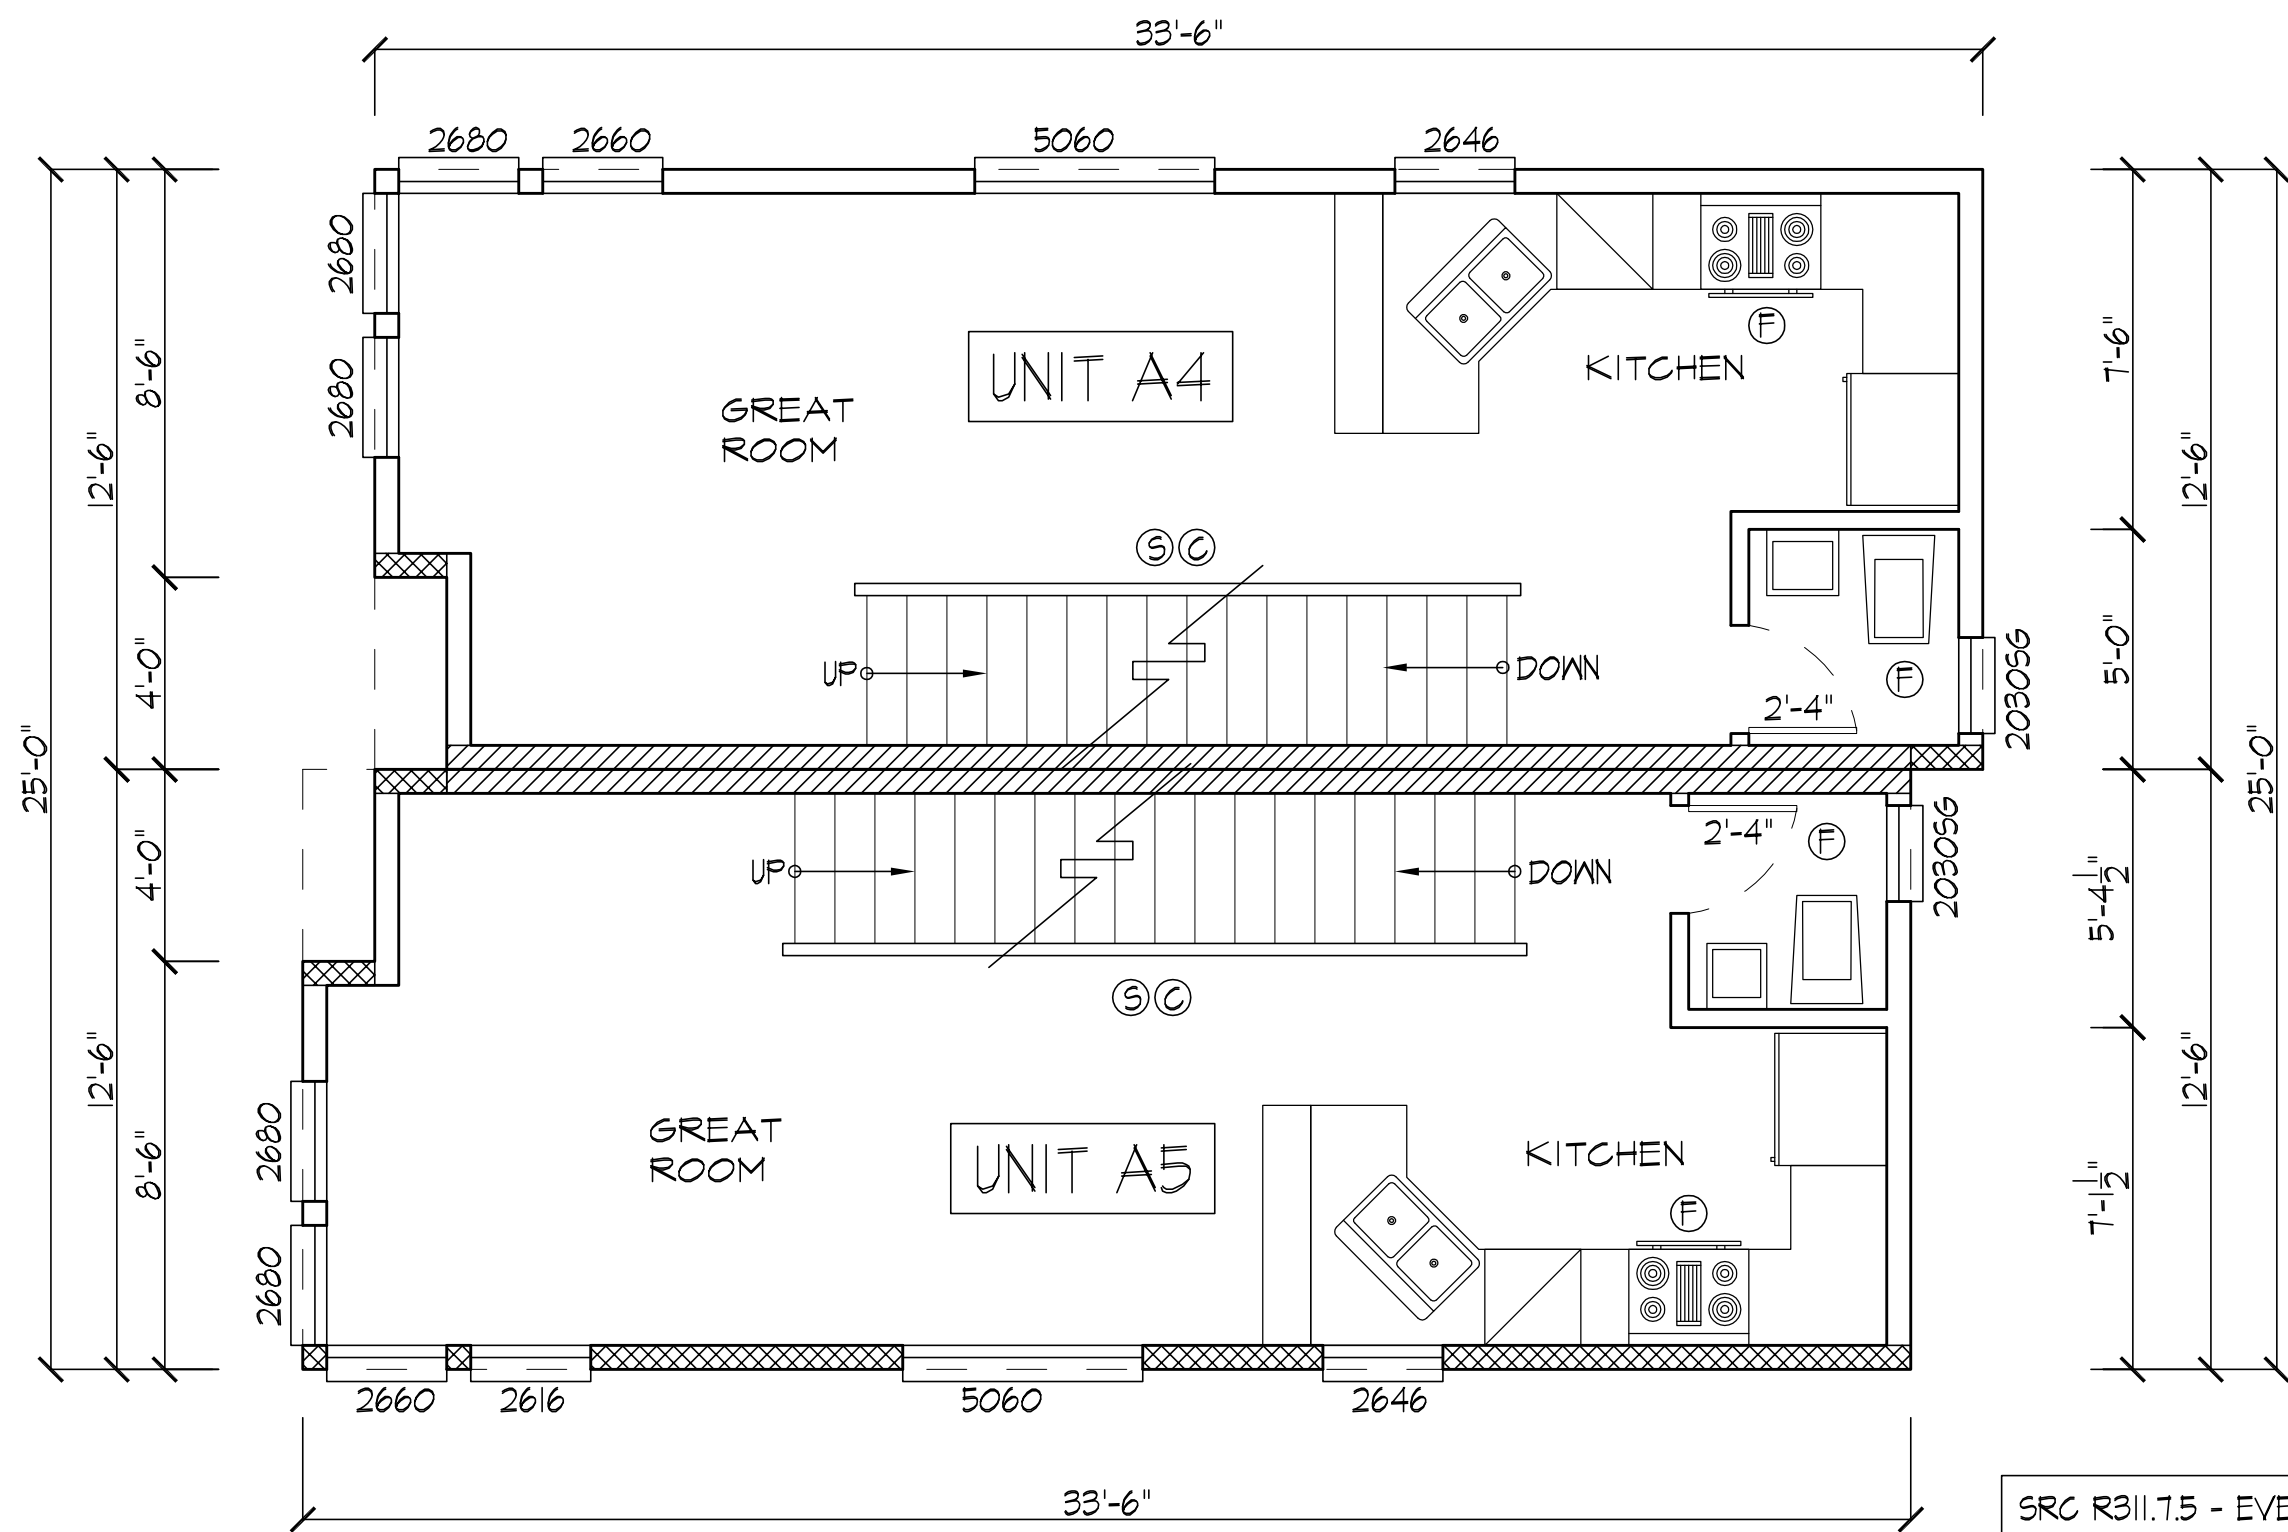 33'-6"
2680
2660
5060
2646
2680
2680
8'-6"
12'-6"
4'-0"
25'-0"
4'-0"
12'-6"
8'-6"
UNIT A4
GREAT
ROOM
KITCHEN
F
S C
UP
DOWN
2'-4"
F
2030SG
7'-6"
12'-6"
5'-0"
25'-0"
5'-4 1/2"
12'-6"
7'-1 1/2"
2'-4"
F
2030SG
UP
DOWN
S C
GREAT
ROOM
UNIT A5
KITCHEN
F
2680
2680
2660
2616
5060
2646
33'-6"
SRC R311.7.5 - EVE